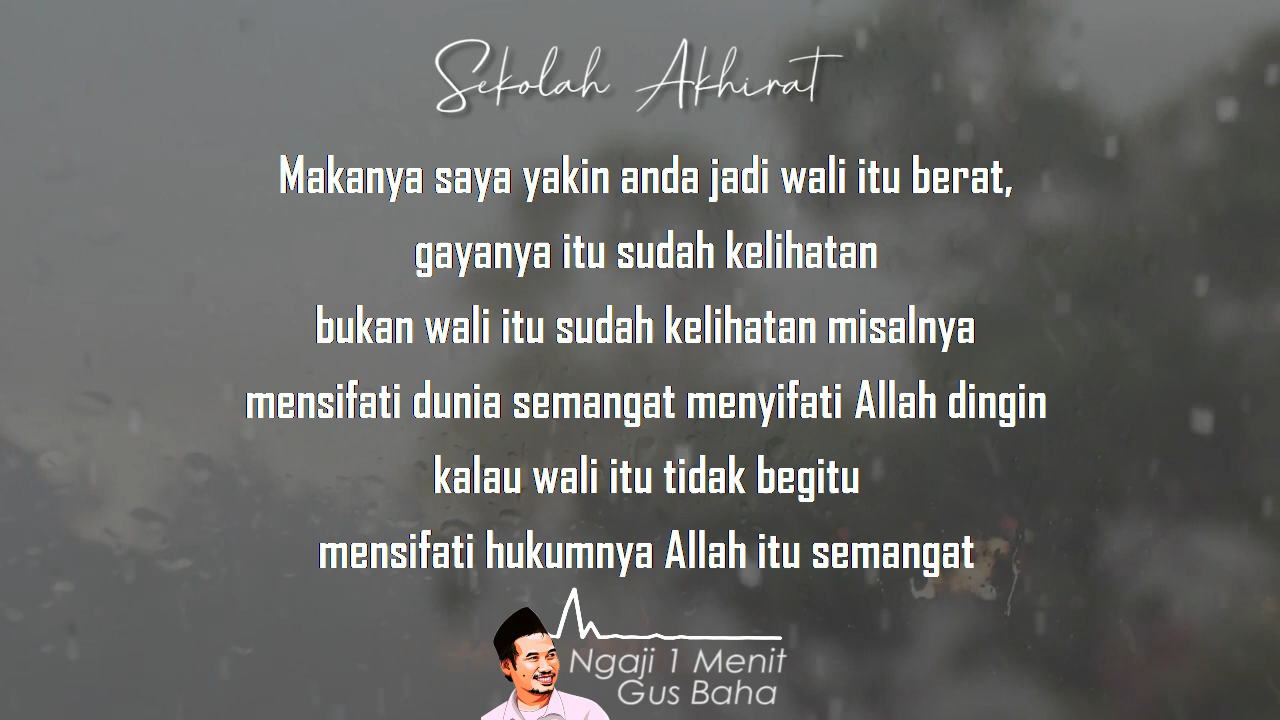 Sekolah Akhirat
Makanya saya yakin anda jadi wali itu berat,
gayanya itu sudah kelihatan
bukan wali itu sudah kelihatan misalnya
mensifati dunia semangat menyifati Allah dingin
kalau wali itu tidak begitu
mensifati hukumnya Allah itu semangat
Ngaji 1 Menit
Gus Baha